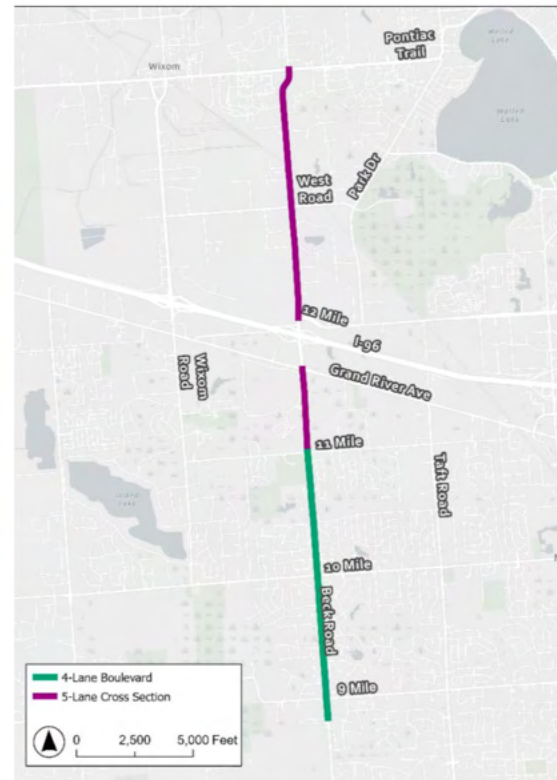 Pontiac
Trail
Walled
Lake
Wixom
West
Road
Park Dr
12 Mile
I-96
Grand River Ave
Wixom
Road
11 Mile
Taft Road
10 Mile
Beck Road
9 Mile
4-Lane Boulevard
5-Lane Cross Section
0 2,500 5,000 Feet